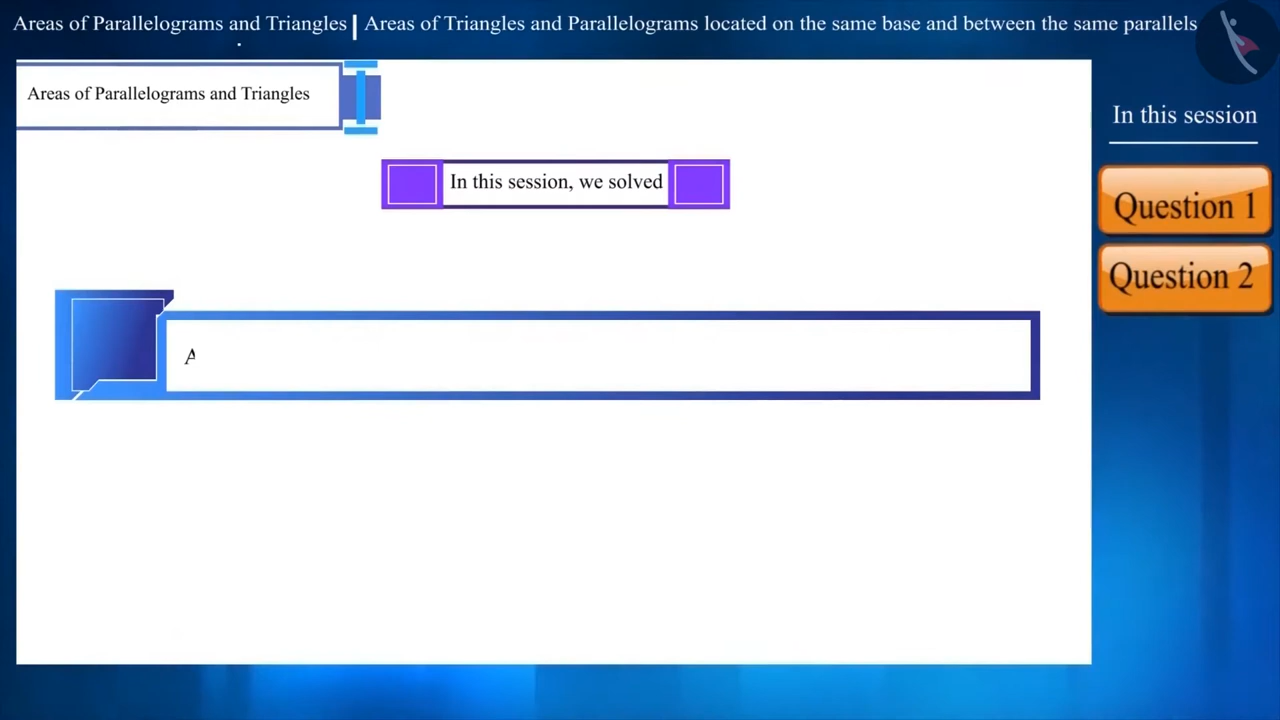 Areas of Parallelograms and Triangles | Areas of Triangles and Parallelograms located on the same base and between the same parallels
Areas of Parallelograms and Triangles
In this session
In this session, we solved
Question 1
Question 2
A